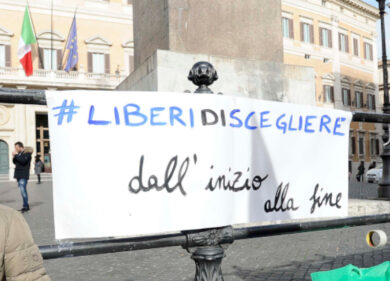 #LIBERIDISCEGLIERE
dall' inizio
alla fine